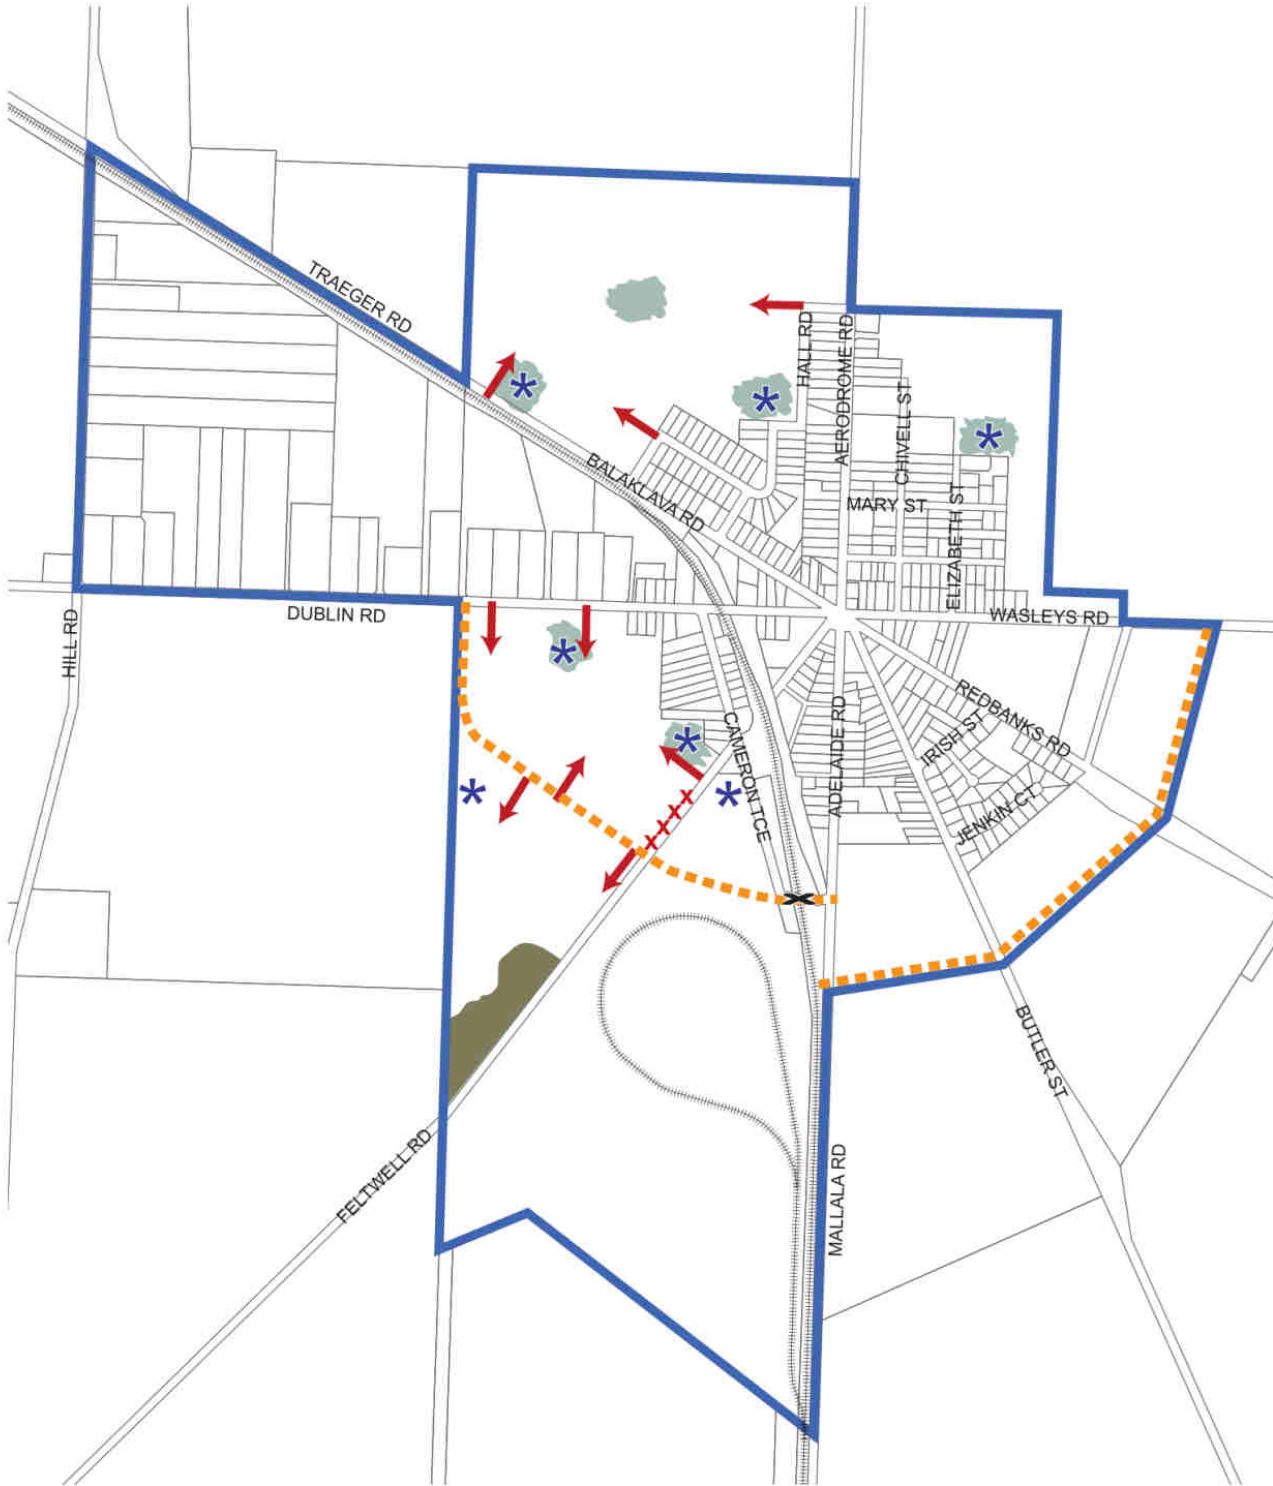 TRAEGER RD
HALL RD
AERODROME RD
CHIVELL ST
BALAKLAVA RD
MARY ST
ELIZABETH ST
DUBLIN RD
WASLEYS RD
HILL RD
REDBANKS RD
IRISH ST
CAMERON TCE
ADELAIDE RD
JENKIN CT
BUTLER ST
FELTWELL RD
MALLALA RD